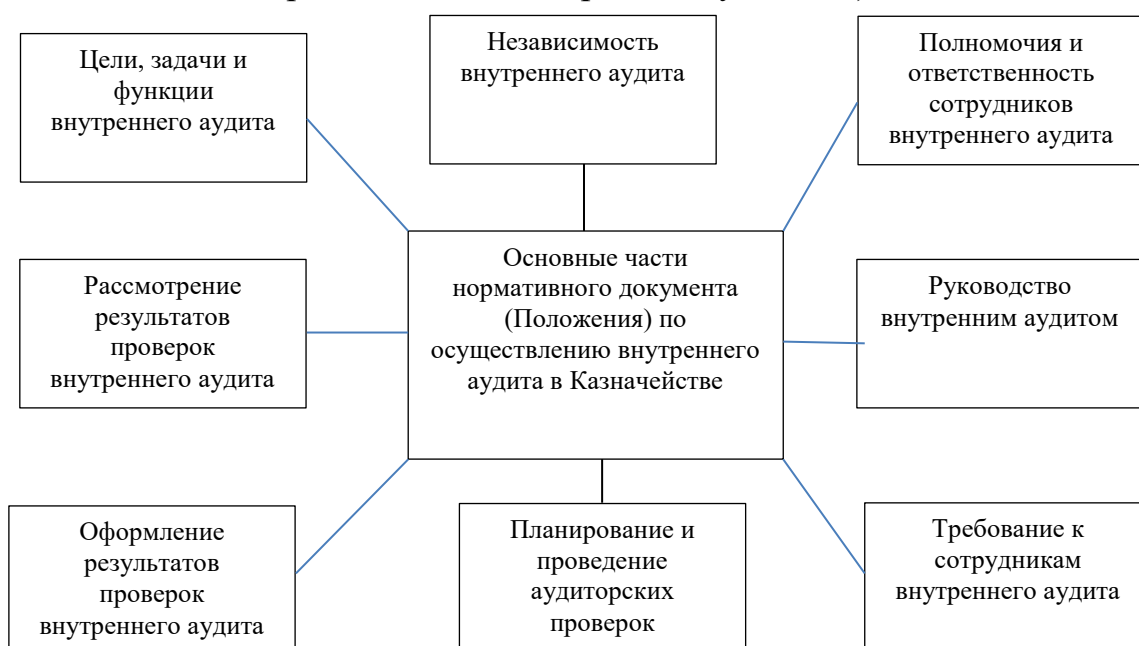 Цели, задачи и
функции
внутреннего аудита
Независимость
внутреннего аудита
Полномочия и
ответственность
сотрудников
внутреннего аудита
Рассмотрение
результатов
проверок
внутреннего аудита
Основные части
нормативного документа
(Положения) по
осуществлению внутреннего
аудита в Казначействе
Руководство
внутренним аудитом
Оформление
результатов
проверок
внутреннего аудита
Планирование и
проведение
аудиторских
проверок
Требование к
сотрудникам
внутреннего аудита